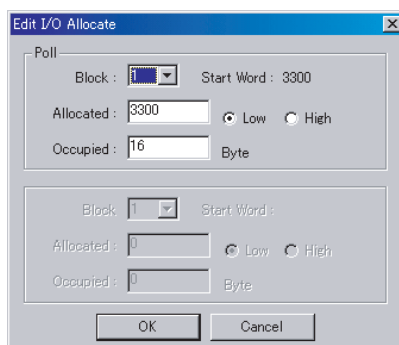 Edit I/O Allocate
Poll
Block : 1 Start Word : 3300
Allocated : 3300 Low High
Occupied : 16 Byte
Block 1 Start Word :
Allocated : 0 Low High
Occupied : 0 Byte
OK Cancel